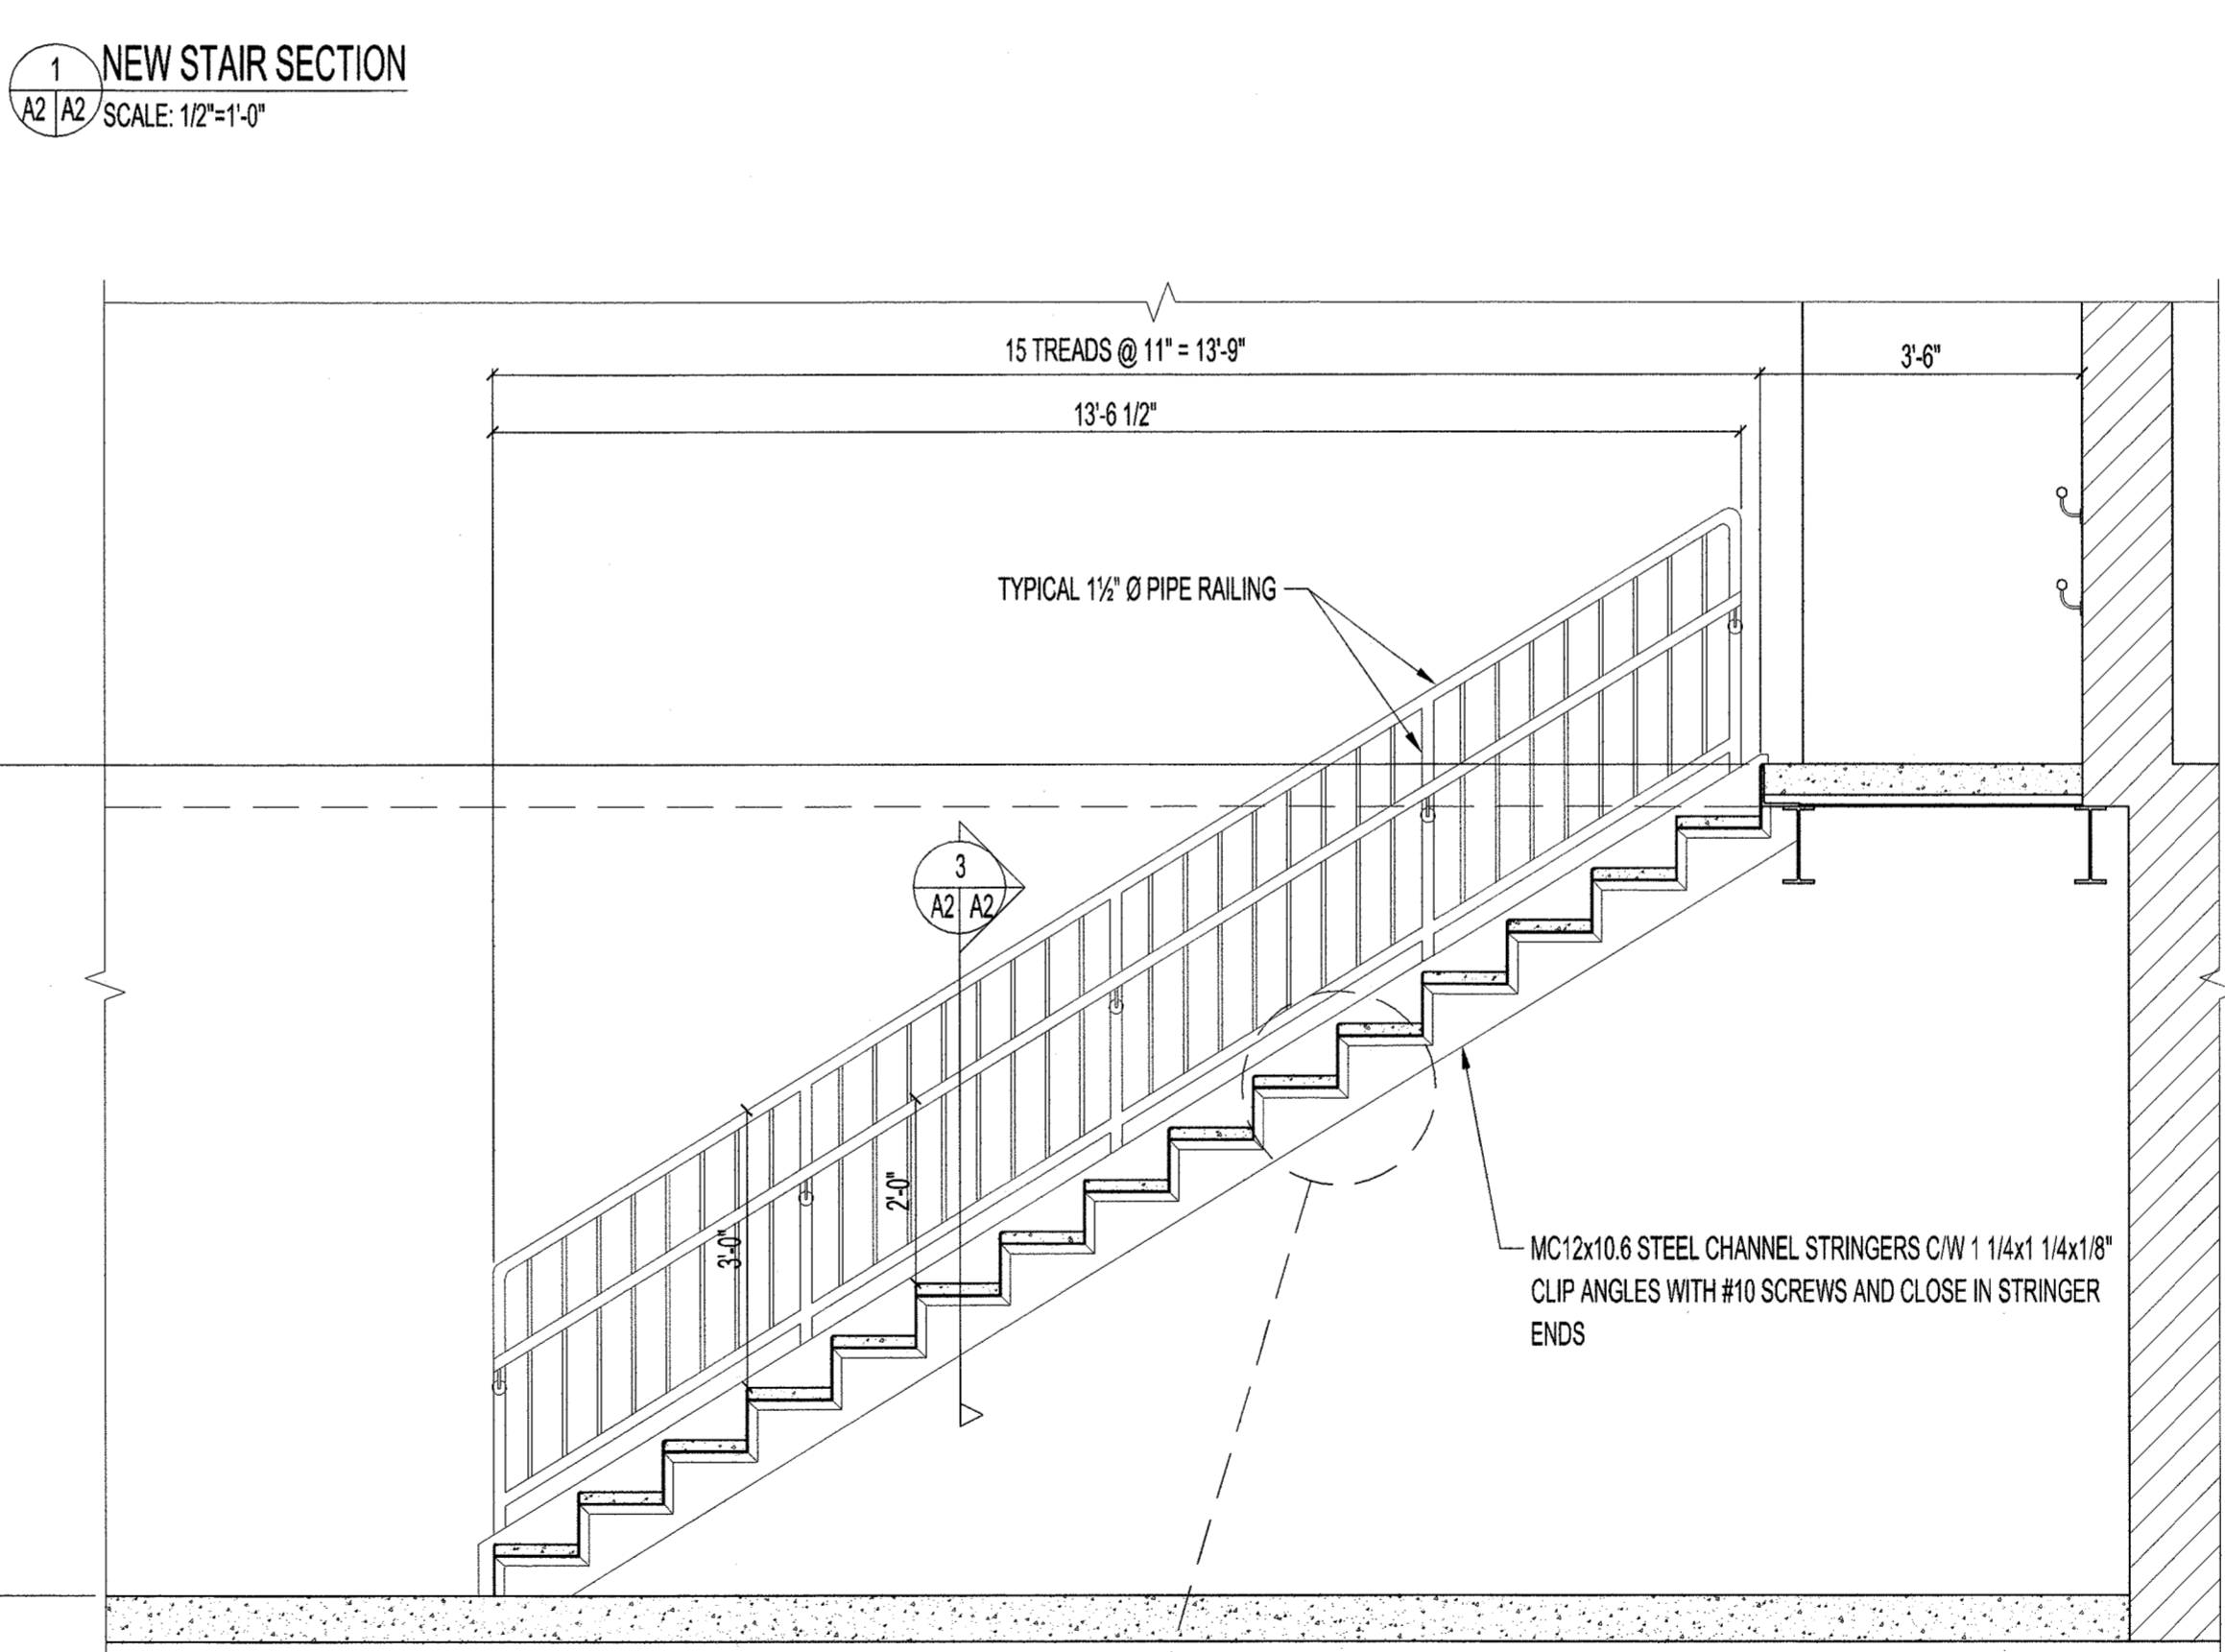 1
NEW STAIR SECTION
A2 A2
SCALE: 1/2"=1'-0"
15 TREADS @ 11" = 13'-9"
3'-6"
13'-6 1/2"
TYPICAL 1½" Ø PIPE RAILING
3
A2 A2
2'-0"
3'-0"
MC12x10.6 STEEL CHANNEL STRINGERS C/W 1 1/4x1 1/4x1/8"
CLIP ANGLES WITH #10 SCREWS AND CLOSE IN STRINGER
ENDS